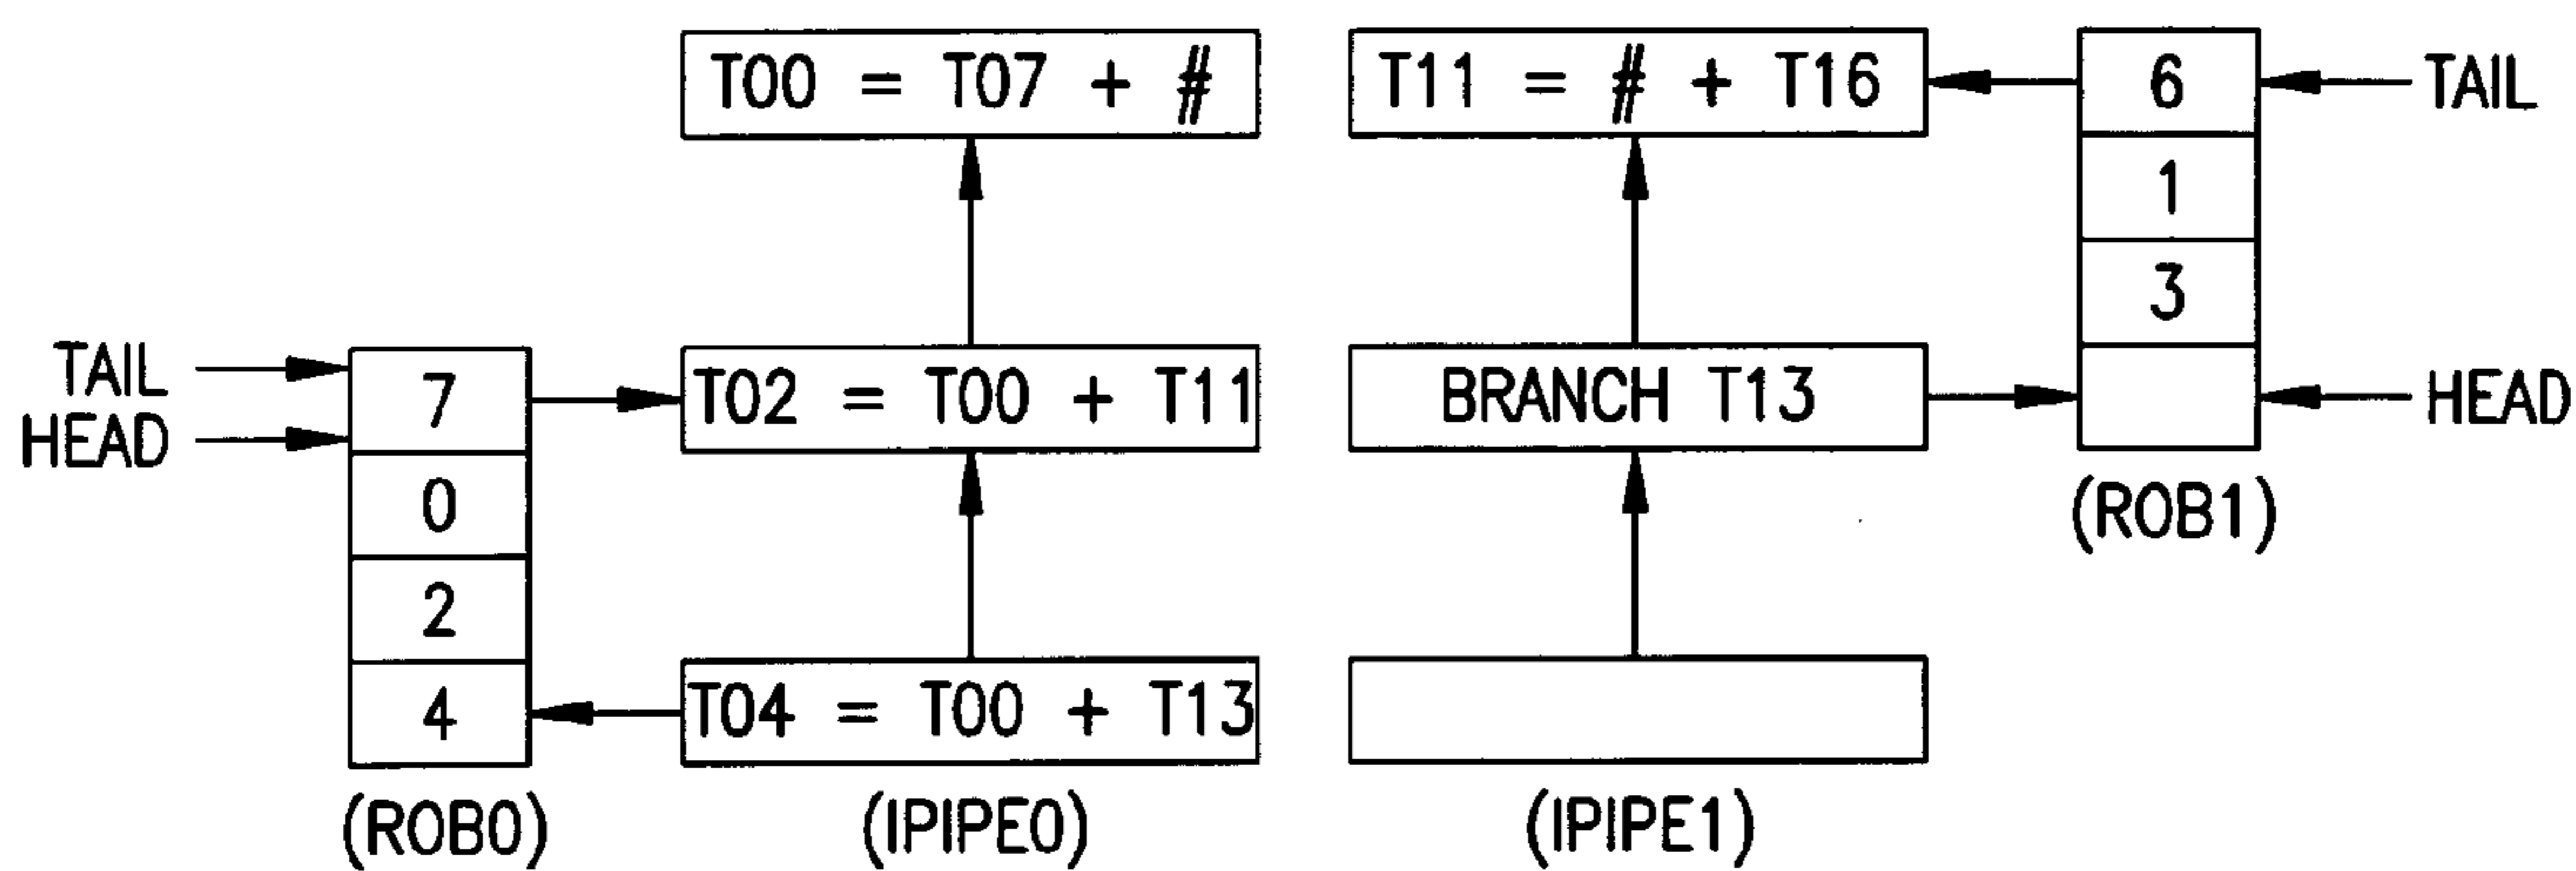 T00 = T07 + #
T11 = # + T16
6
TAIL
1
3
TAIL
HEAD
7
T02 = T00 + T11
BRANCH T13
HEAD
0
(ROB1)
2
4
T04 = T00 + T13
(ROB0)
(IPIPE0)
(IPIPE1)